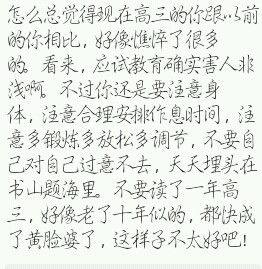 怎么总觉得现在高三的你跟以前
的你相比，好像憔悴了很多
的。看来，应试教育确实害人非
浅啊。不过你还是要注意身
体，注意合理安排作息时间，注
意多锻炼多放松多调节，不要自
己对自己过意不去，天天埋头在
书山题海里。不要读了一年高
三，好像老了十年似的，都快成
了黄脸婆了，这样子不太好吧！